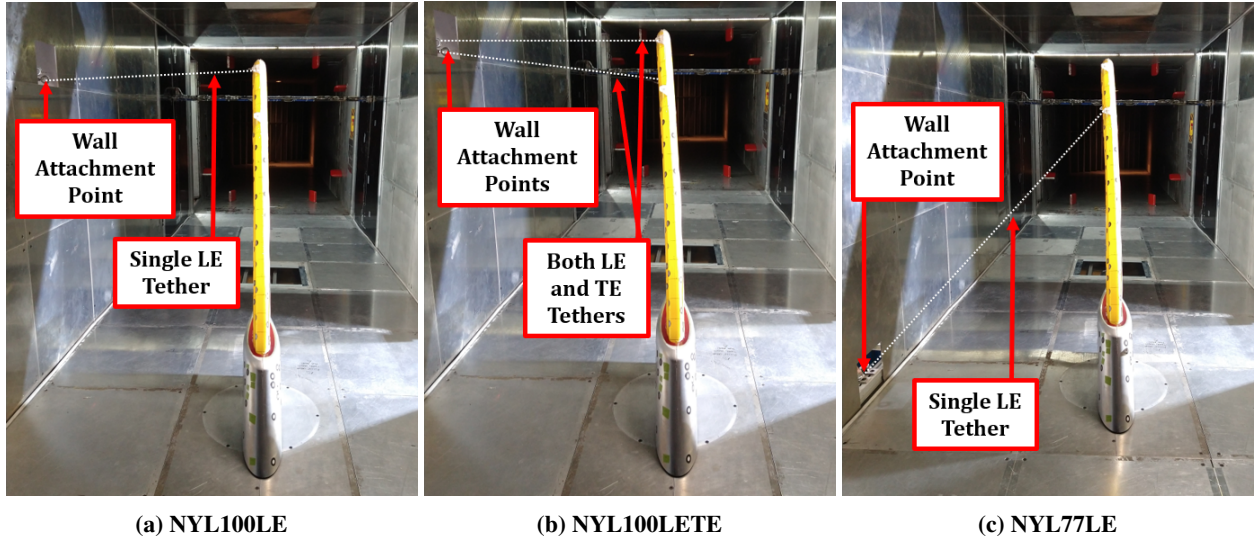 Wall
Attachment
Point
Single LE
Tether
(a) NYL100LE
Wall
Attachment
Points
Both LE
and TE
Tethers
(b) NYL100LETE
Wall
Attachment
Point
Single LE
Tether
(c) NYL77LE